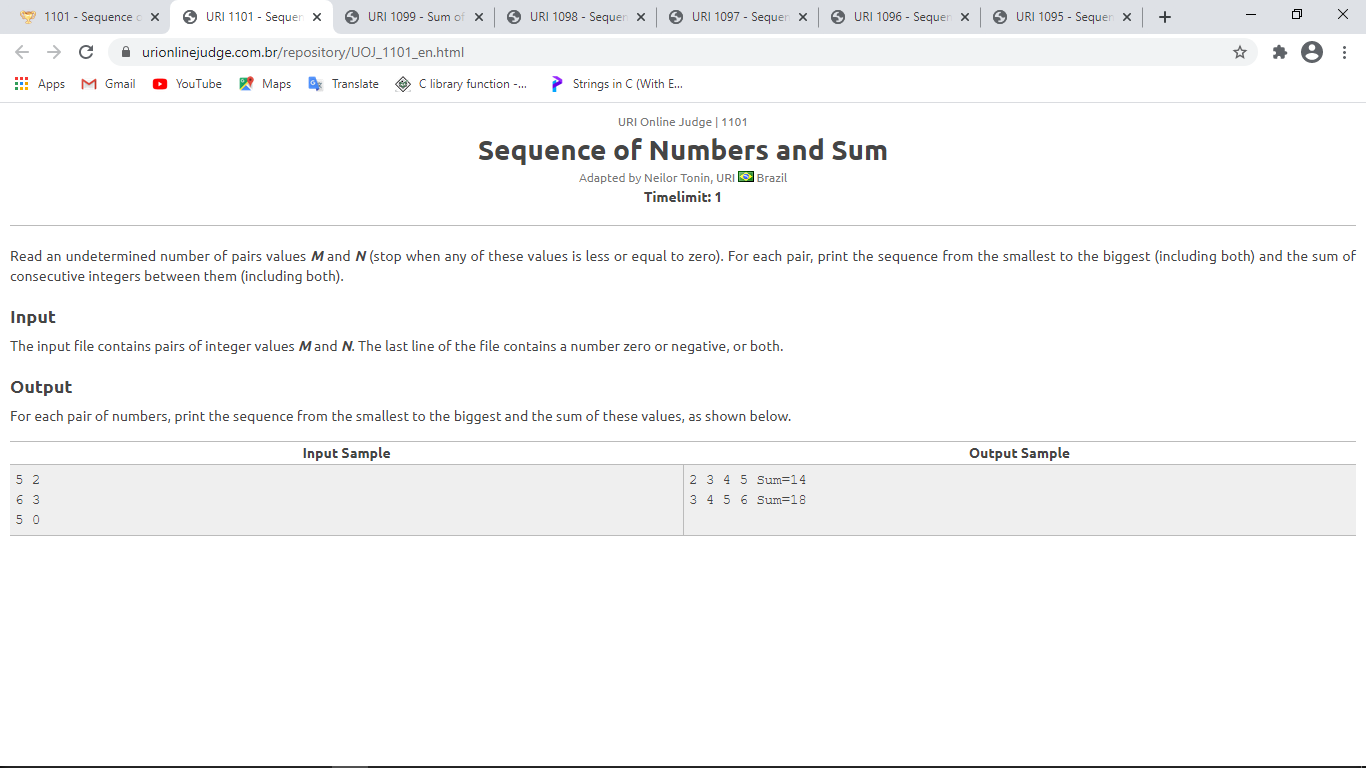 1101 - Sequence o
URI 1101 - Sequen
URI 1099 - Sum of
URI 1098 - Sequen
URI 1097 - Sequen
URI 1096 - Sequen
URI 1095 - Sequen
urionlinejudge.com.br/repository/UOJ_1101_en.html
Apps Gmail YouTube Maps Translate C library function -... Strings in C (With E...
URI Online Judge | 1101
Sequence of Numbers and Sum
Adapted by Neilor Tonin, URI Brazil
Timelimit: 1
Read an undetermined number of pairs values M and N (stop when any of these values is less or equal to zero). For each pair, print the sequence from the smallest to the biggest (including both) and the sum of
consecutive integers between them (including both).
Input
The input file contains pairs of integer values M and N. The last line of the file contains a number zero or negative, or both.
Output
For each pair of numbers, print the sequence from the smallest to the biggest and the sum of these values, as shown below.
Input Sample Output Sample
5 2 2 3 4 5 Sum=14
6 3 3 4 5 6 Sum=18
5 0